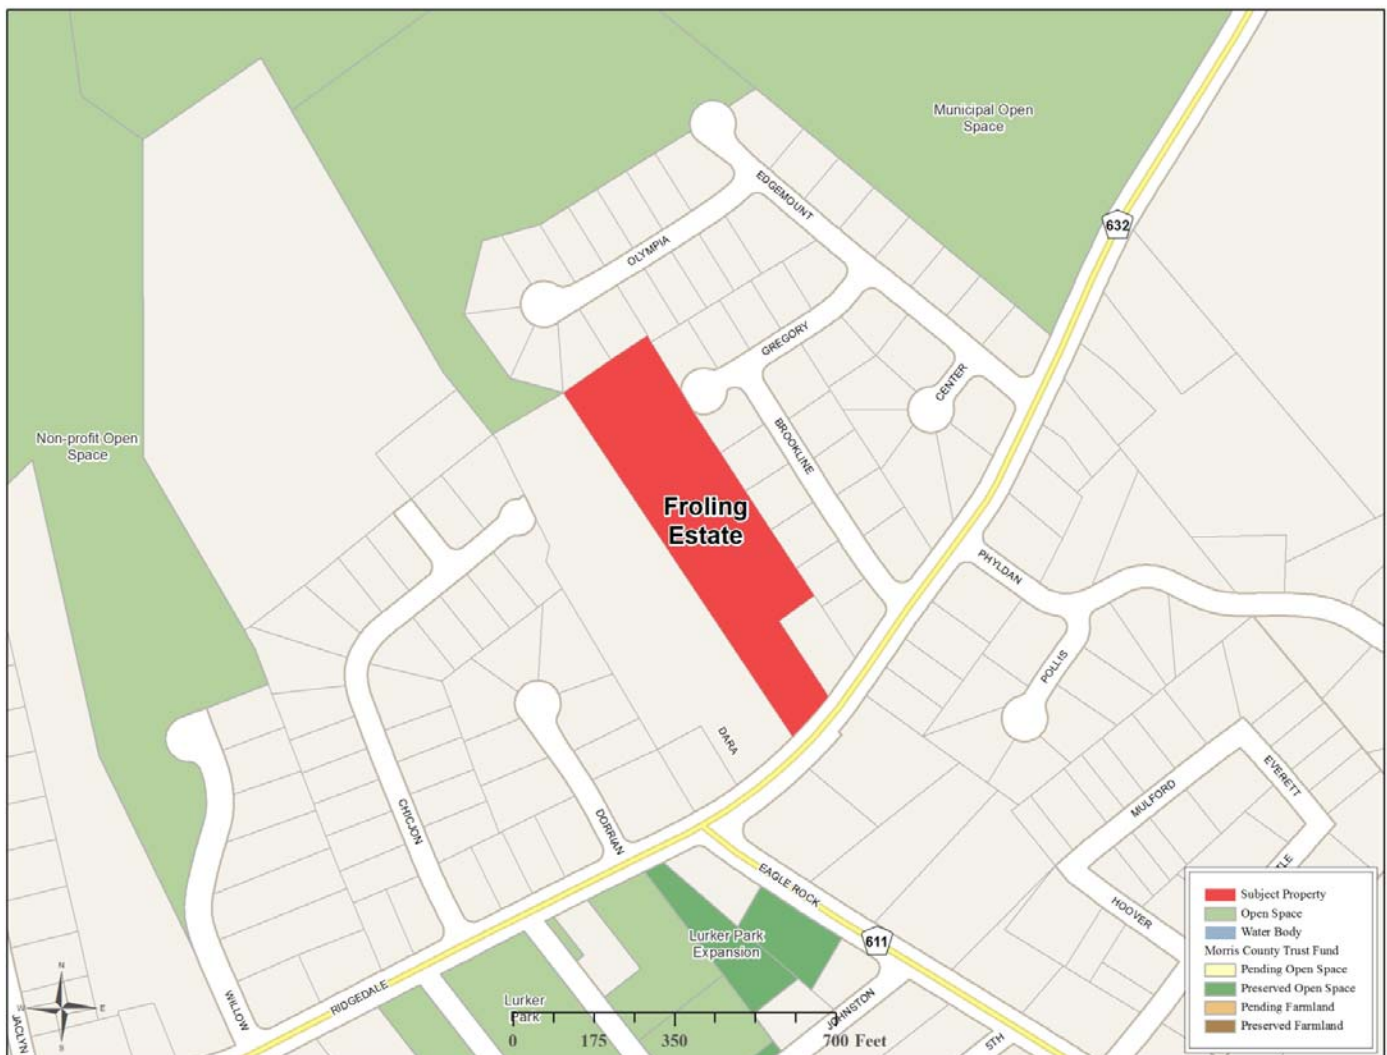 Municipal Open
Space
EDGEMOUNT
632
OLYMPIA
GREGORY
CENTER
Non-profit Open
Space
BROOKLINE
Froling
Estate
PHYLDAN
POLLIS
DARA
EVERETT
MULFORD
CHICJON
DORRIAN
EAGLE ROCK
HOOVER
Lurker Park
Expansion
611
N
W
E
S
JACLYN
WILLOW
RIDGEDALE
Lurker
Park
JOHNSTON
5TH
0 175 350 700 Feet
Subject Property
Open Space
Water Body
Morris County Trust Fund
Pending Open Space
Preserved Open Space
Pending Farmland
Preserved Farmland